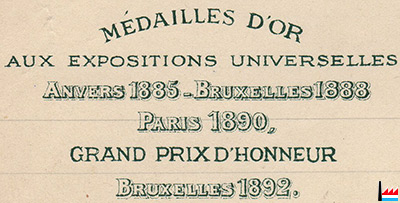 MÉDAILLES D'OR
AUX EXPOSITIONS UNIVERSELLES
ANVERS 1885 - BRUXELLES 1888
PARIS 1890,
GRAND PRIX D'HONNEUR
BRUXELLES 1892.